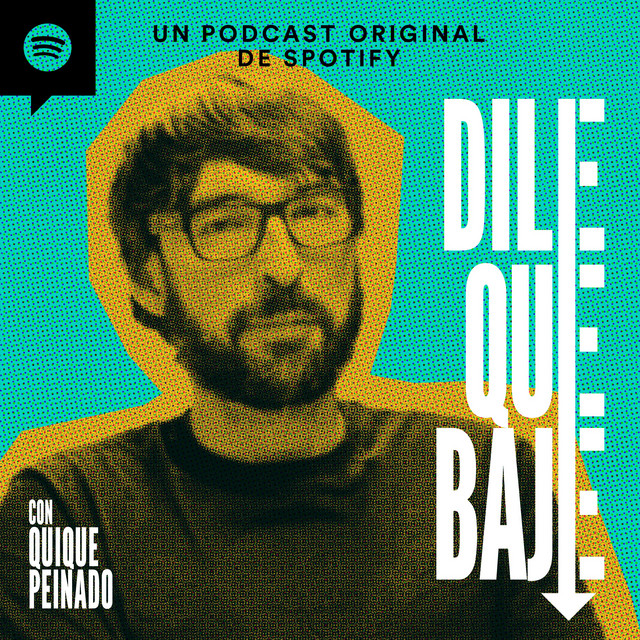 UN PODCAST ORIGINAL
DE SPOTIFY
DILE
QUE
BAJE
CON
QUIQUE
PEINADO